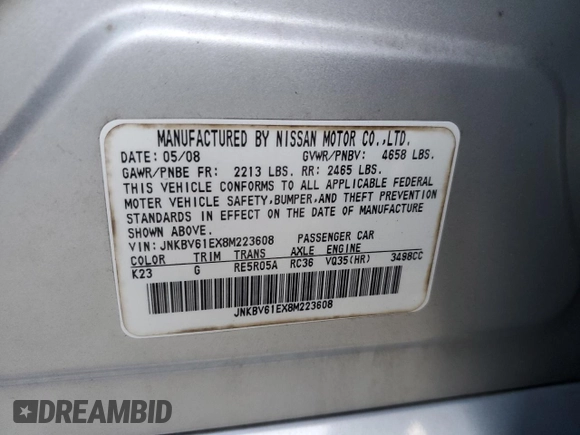 MANUFACTURED BY NISSAN MOTOR CO.,LTD.
DATE: 05/08 GVWR/PNBV: 4658 LBS.
GAWR/PNBE FR: 2213 LBS. RR: 2465 LBS.
THIS VEHICLE CONFORMS TO ALL APPLICABLE FEDERAL
MOTER VEHICLE SAFETY,BUMPER,AND THEFT PREVENTION
STANDARDS IN EFFECT ON THE DATE OF MANUFACTURE
SHOWN ABOVE.
VIN: JNKBV61EX8M223608 PASSENGER CAR
COLOR TRIM TRANS AXLE ENGINE
K23 G RE5R05A RC36 VQ35(HR) 3498CC
JNKBV61EX8M223608
DREAMBID